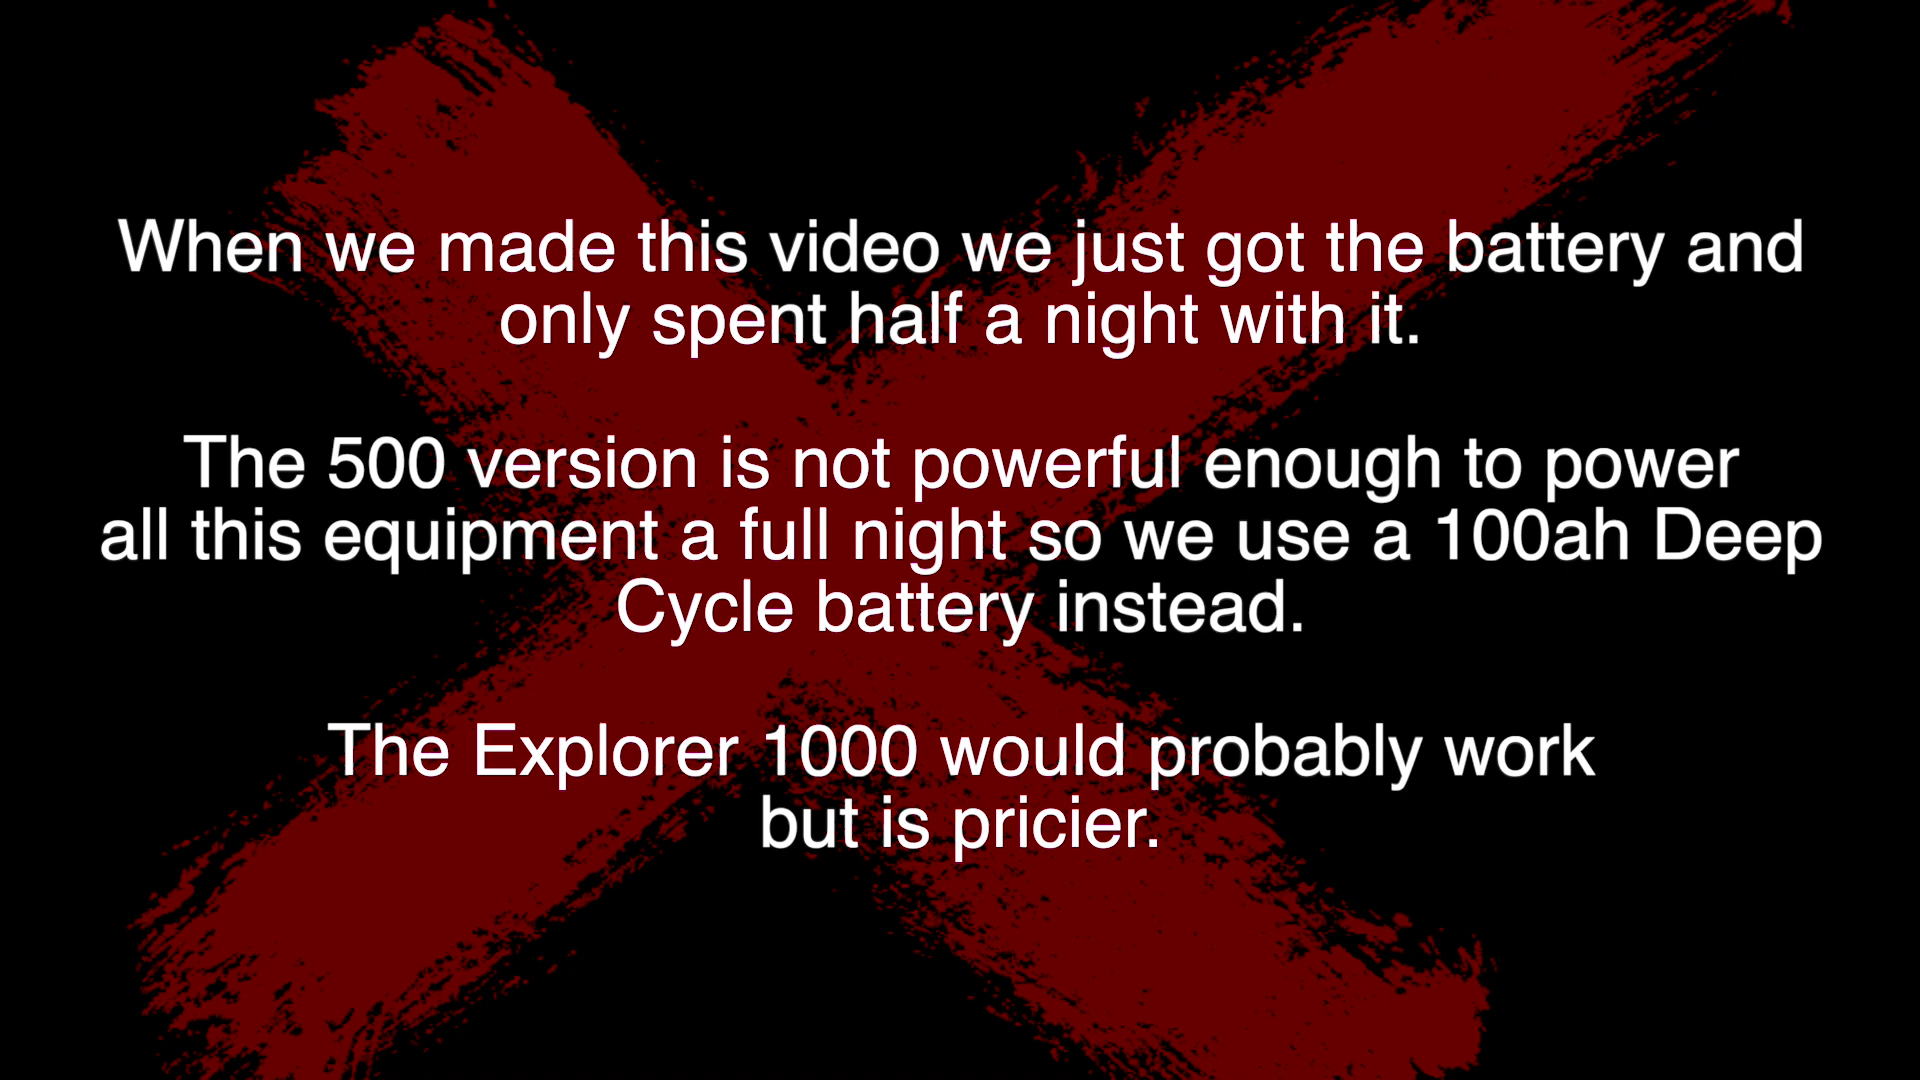 When we made this video we just got the battery and
only spent half a night with it.
The 500 version is not powerful enough to power
all this equipment a full night so we use a 100ah Deep
Cycle battery instead.
The Explorer 1000 would probably work
but is pricier.